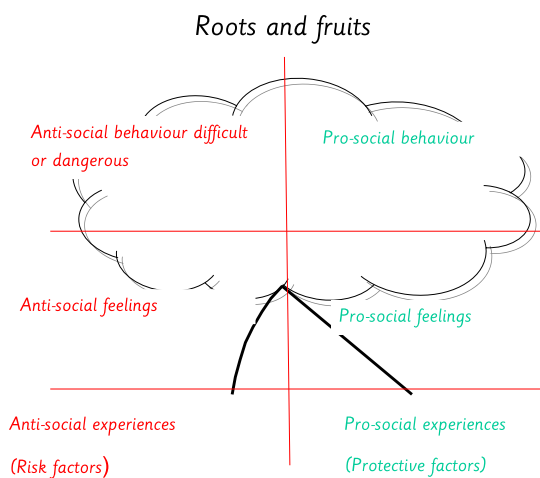 Roots and fruits
Anti-social behaviour difficult
or dangerous
Pro-social behaviour
Anti-social feelings
Pro-social feelings
Anti-social experiences
(Risk factors)
Pro-social experiences
(Protective factors)